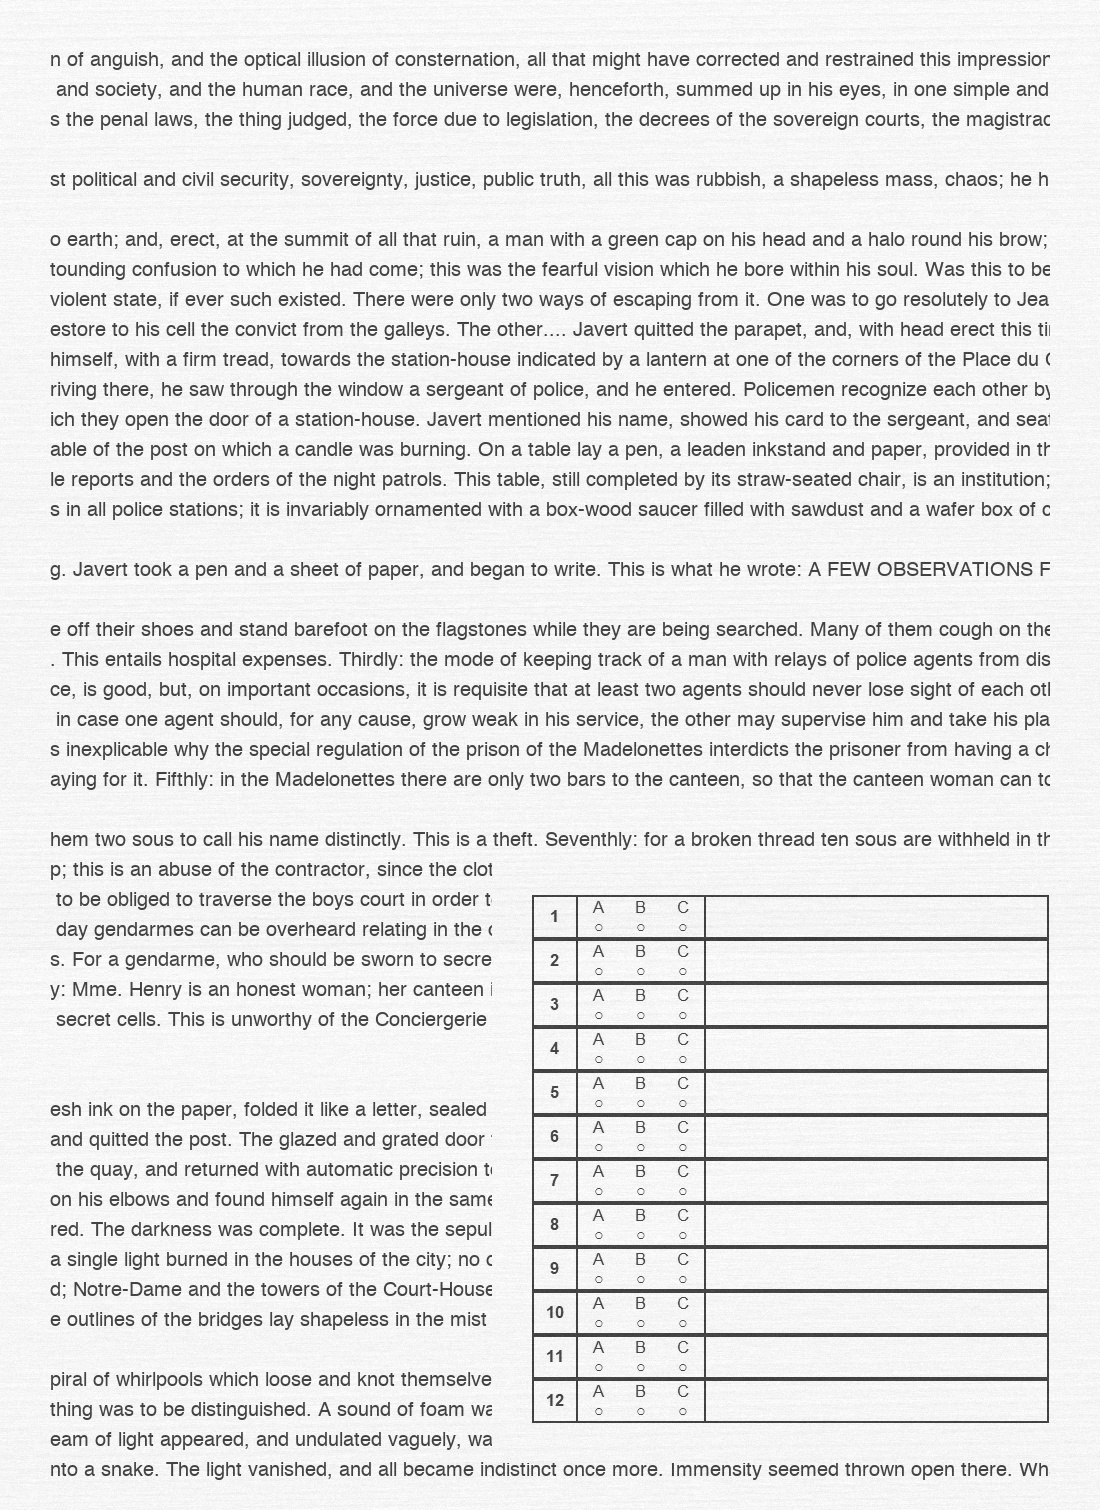 n of anguish, and the optical illusion of consternation, all that might have corrected and restrained this impression
and society, and the human race, and the universe were, henceforth, summed up in his eyes, in one simple and
s the penal laws, the thing judged, the force due to legislation, the decrees of the sovereign courts, the magistrac
st political and civil security, sovereignty, justice, public truth, all this was rubbish, a shapeless mass, chaos; he h
o earth; and, erect, at the summit of all that ruin, a man with a green cap on his head and a halo round his brow;
tounding confusion to which he had come; this was the fearful vision which he bore within his soul. Was this to be
violent state, if ever such existed. There were only two ways of escaping from it. One was to go resolutely to Jea
estore to his cell the convict from the galleys. The other.... Javert quitted the parapet, and, with head erect this
himself, with a firm tread, towards the station-house indicated by a lantern at one of the corners of the Place du
riving there, he saw through the window a sergeant of police, and he entered. Policemen recognize each other by
ich they open the door of a station-house. Javert mentioned his name, showed his card to the sergeant, and seat
able of the post on which a candle was burning. On a table lay a pen, a leaden inkstand and paper, provided in
le reports and the orders of the night patrols. This table, still completed by its straw-seated chair, is an institution;
s in all police stations; it is invariably ornamented with a box-wood saucer filled with sawdust and a wafer box of c
g. Javert took a pen and a sheet of paper, and began to write. This is what he wrote: A FEW OBSERVATIONS F
e off their shoes and stand barefoot on the flagstones while they are being searched. Many of them cough on the
. This entails hospital expenses. Thirdly: the mode of keeping track of a man with relays of police agents from dis
ce, is good, but, on important occasions, it is requisite that at least two agents should never lose sight of each
in case one agent should, for any cause, grow weak in his service, the other may supervise him and take his pla
s inexplicable why the special regulation of the prison of the Madelonettes interdicts the prisoner from having a
aying for it. Fifthly: in the Madelonettes there are only two bars to the canteen, so that the canteen woman can
hem two sous to call his name distinctly. This is a theft. Seventhly: for a broken thread ten sous are withheld in
p; this is an abuse of the contractor, since the clot
to be obliged to traverse the boys court in order
day gendarmes can be overheard relating in the
s. For a gendarme, who should be sworn to secre
y: Mme. Henry is an honest woman; her canteen
secret cells. This is unworthy of the Conciergerie
esh ink on the paper, folded it like a letter, sealed
and quitted the post. The glazed and grated door
the quay, and returned with automatic precision
on his elbows and found himself again in the same
red. The darkness was complete. It was the sepul
a single light burned in the houses of the city; no
d; Notre-Dame and the towers of the Court-House
e outlines of the bridges lay shapeless in the mist
piral of whirlpools which loose and knot themselve
thing was to be distinguished. A sound of foam wa
eam of light appeared, and undulated vaguely, wa
nto a snake. The light vanished, and all became indistinct once more. Immensity seemed thrown open there. Wh
1 A B C
2 A B C
3 A B C
4 A B C
5 A B C
6 A B C
7 A B C
8 A B C
9 A B C
10 A B C
11 A B C
12 A B C